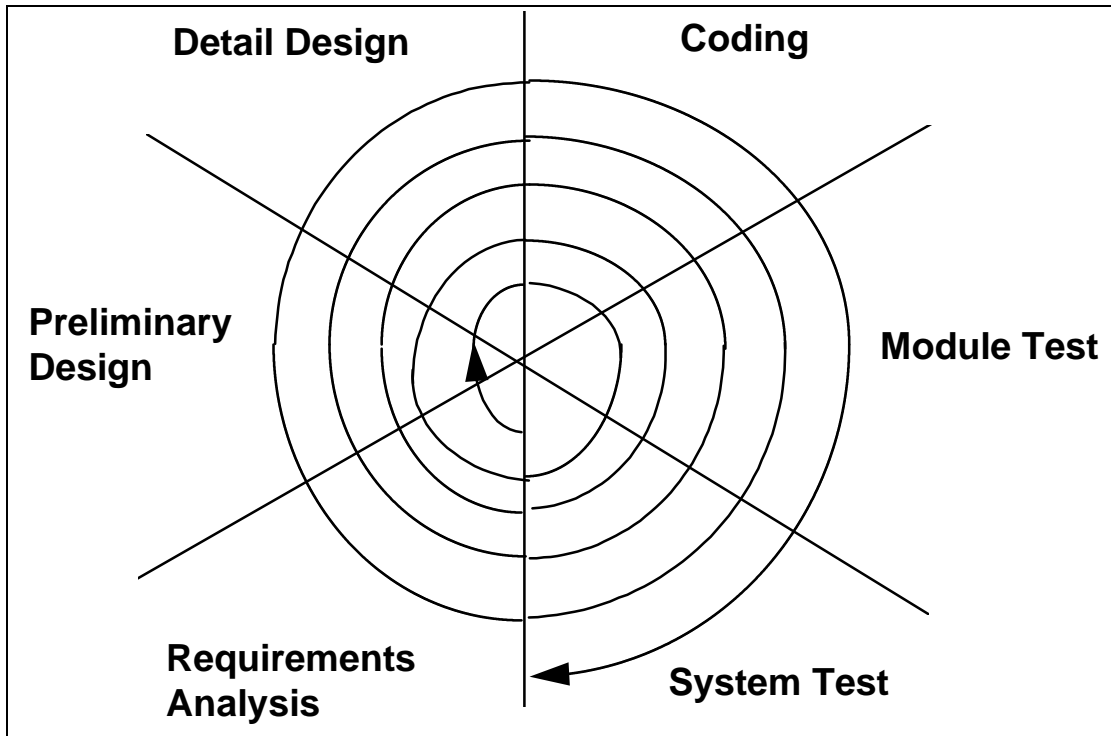 Detail Design
Coding
Preliminary
Design
Module Test
Requirements
Analysis
System Test